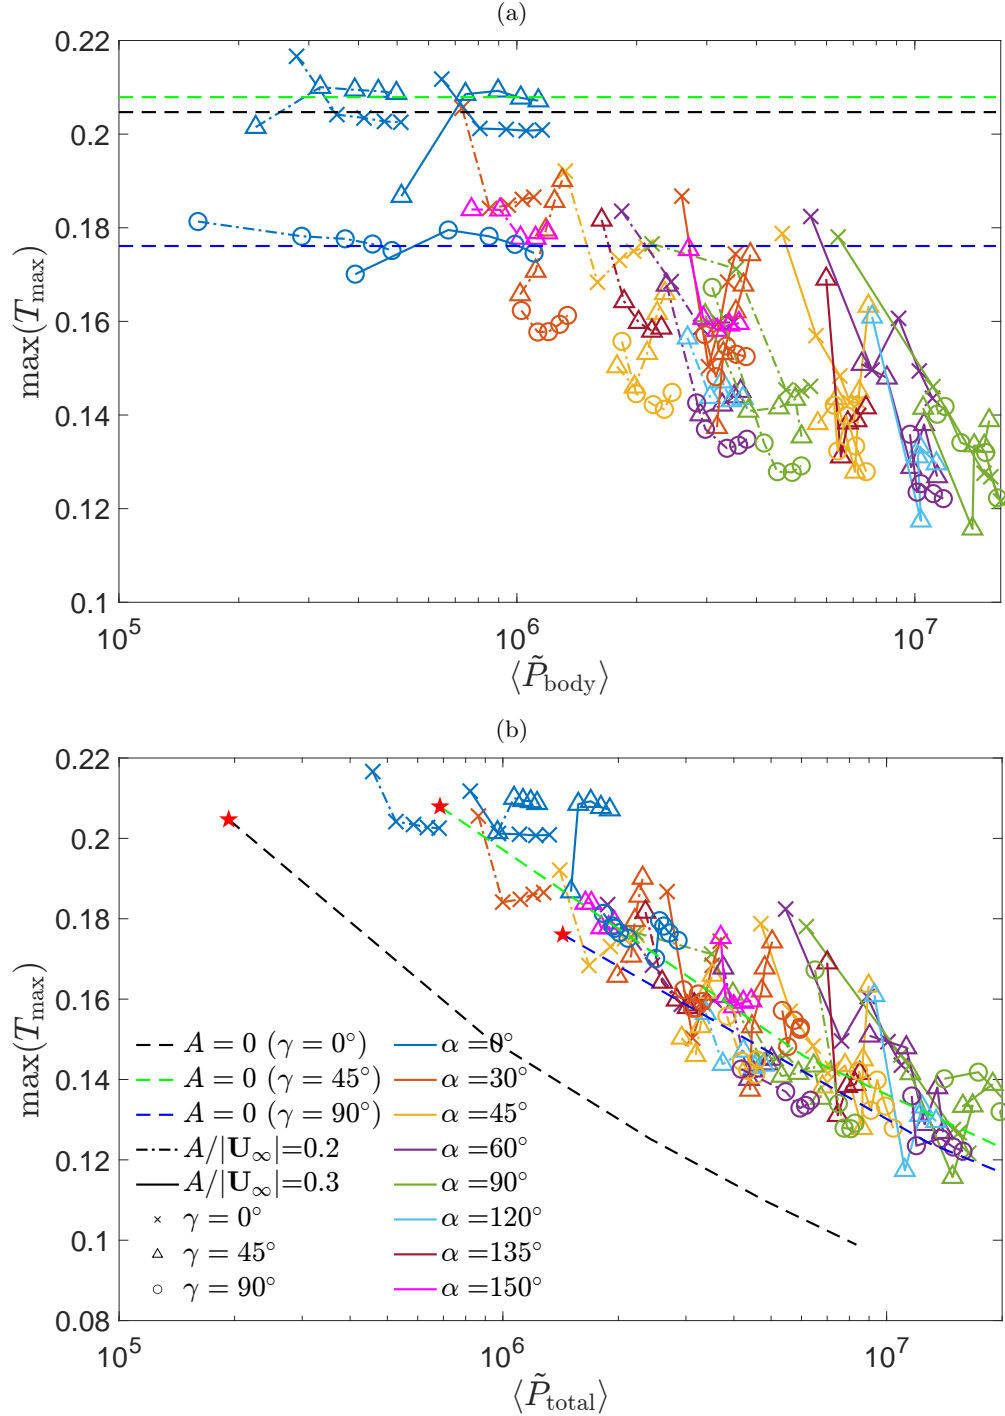 (a)
0.22
0.2
0.18
0.16
0.14
0.12
0.1
max(T_max)
10^5
10^6
10^7
⟨P̃_body⟩
(b)
0.22
0.2
0.18
0.16
0.14
0.12
0.1
0.08
max(T_max)
A = 0 (γ = 0°)
A = 0 (γ = 45°)
A = 0 (γ = 90°)
A/|U_∞|=0.2
A/|U_∞|=0.3
γ = 0°
γ = 45°
γ = 90°
α =0°
α =30°
α =45°
α =60°
α =90°
α =120°
α =135°
α =150°
10^5
10^6
10^7
⟨P̃_total⟩